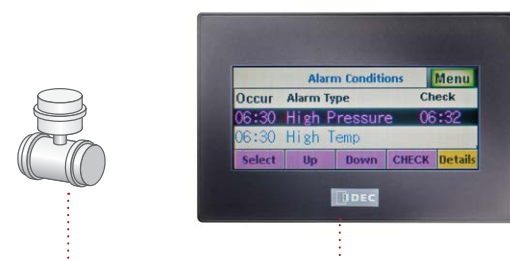 Alarm Conditions Menu
Occur Alarm Type Check
06:30 High Pressure 06:32
06:30 High Temp
Select Up Down CHECK Details
IDEC